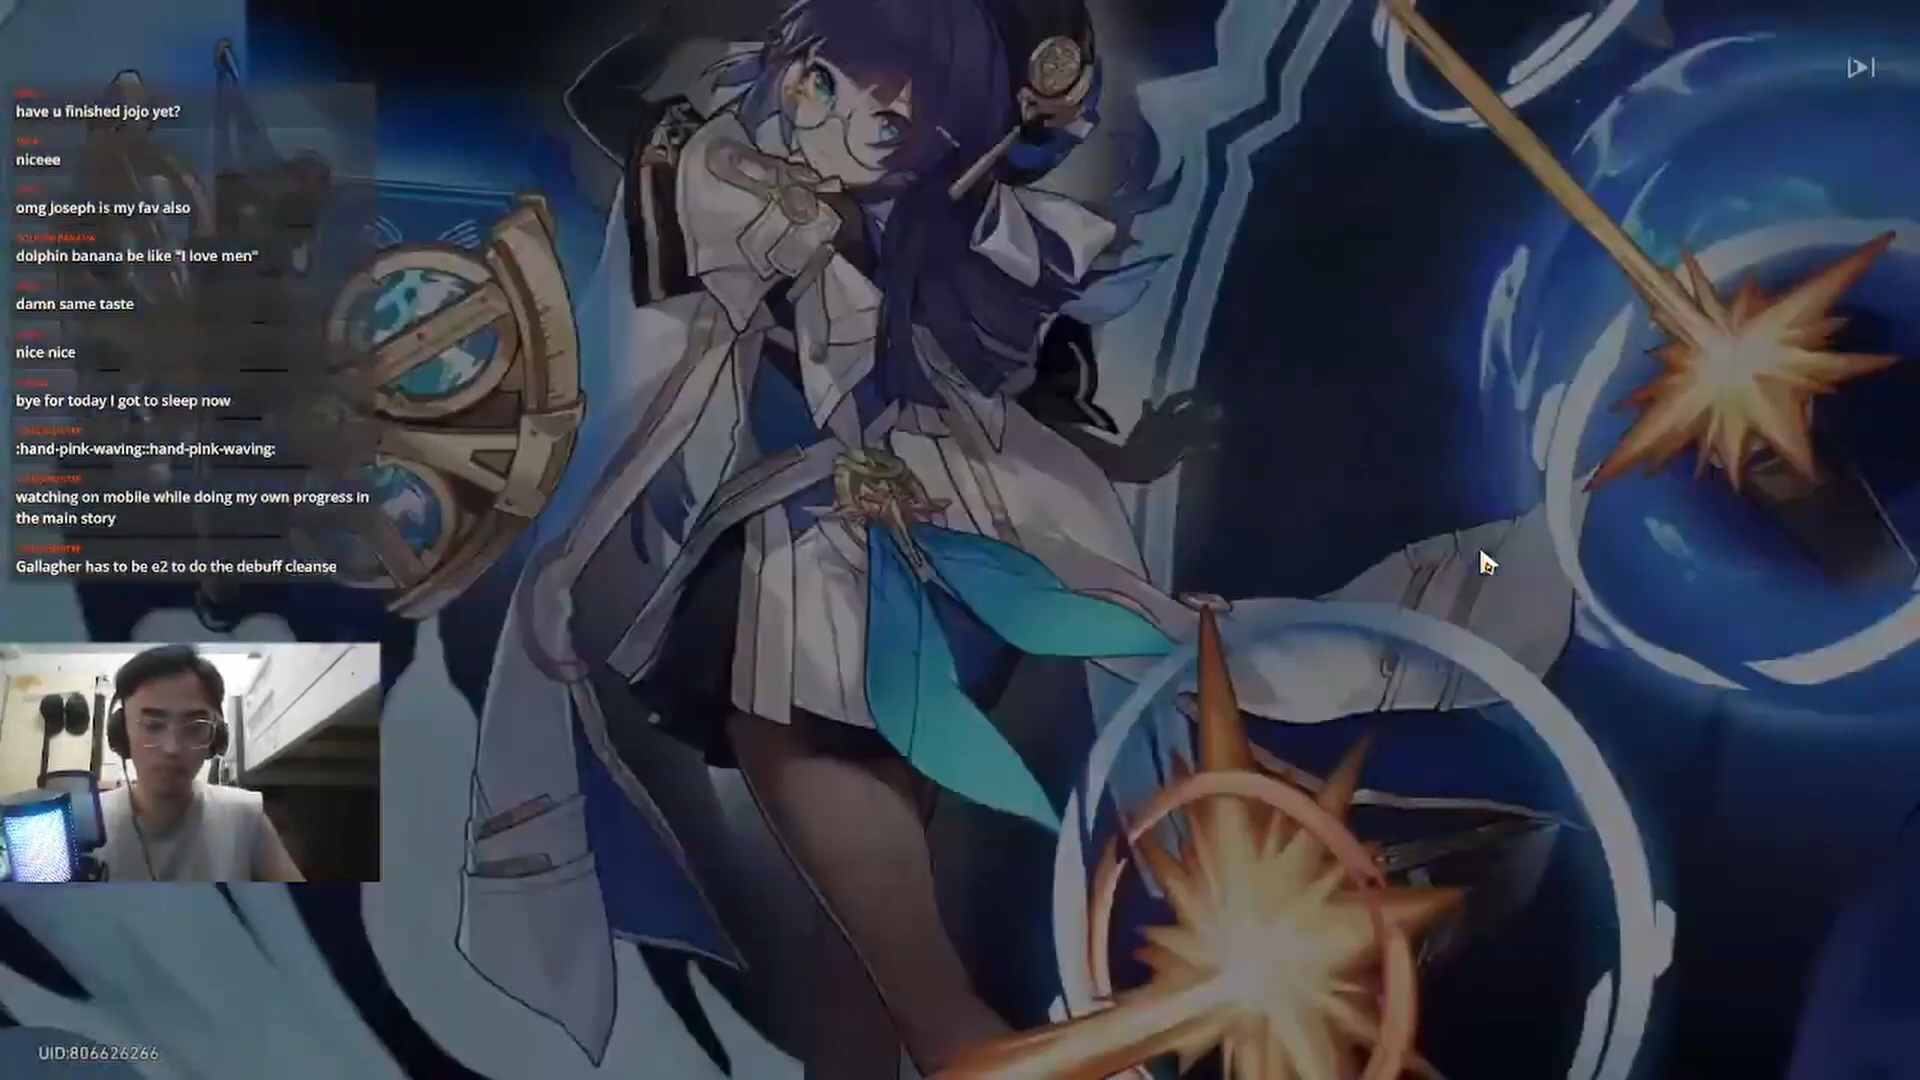 have u finished jojo yet?
niceee
omg joseph is my fav also
dolphin banana be like "I love men"
damn same taste
nice nice
bye for today I got to sleep now
:hand-pink-waving::hand-pink-waving:
watching on mobile while doing my own progress in
the main story
Gallagher has to be e2 to do the debuff cleanse
UID:806626266